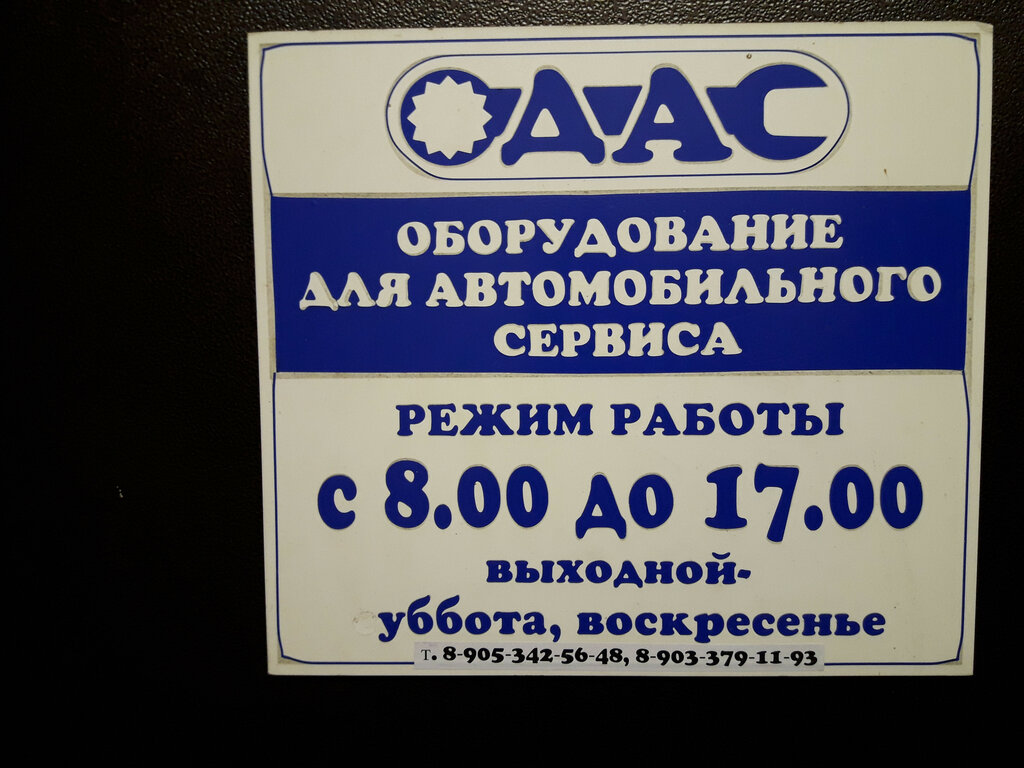 ОДАС
ОБОРУДОВАНИЕ
ДЛЯ АВТОМОБИЛЬНОГО
СЕРВИСА
РЕЖИМ РАБОТЫ
с 8.00 до 17.00
выходной-
уббота, воскресенье
т. 8-905-342-56-48, 8-903-379-11-93